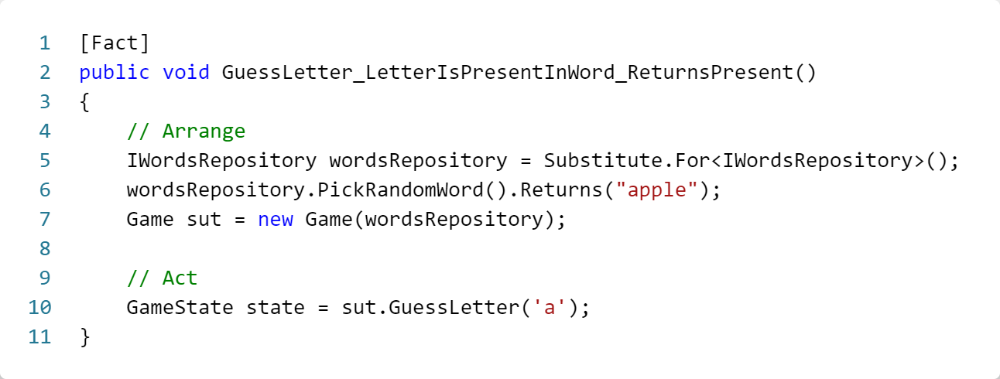 1 [Fact]
2 public void GuessLetter_LetterIsPresentInWord_ReturnsPresent()
3 {
4     // Arrange
5     IWordsRepository wordsRepository = Substitute.For<IWordsRepository>();
6     wordsRepository.PickRandomWord().Returns("apple");
7     Game sut = new Game(wordsRepository);
8
9     // Act
10     GameState state = sut.GuessLetter('a');
11 }